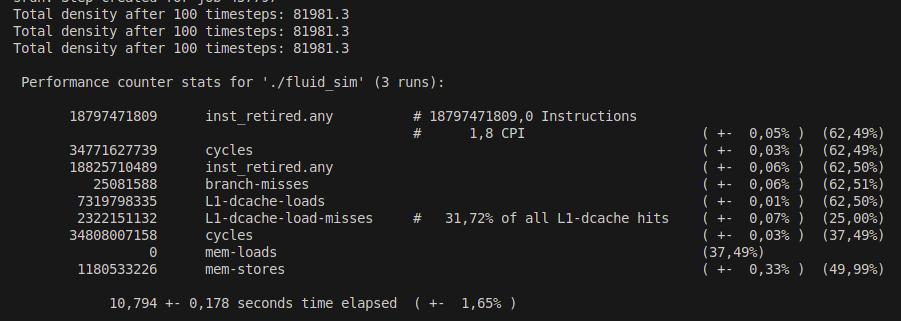 Total density after 100 timesteps: 81981.3
Total density after 100 timesteps: 81981.3
Total density after 100 timesteps: 81981.3
Performance counter stats for './fluid_sim' (3 runs):
18797471809 inst_retired.any # 18797471809,0 Instructions
# 1,8 CPI ( +- 0,05% ) (62,49%)
34771627739 cycles ( +- 0,03% ) (62,49%)
18825710489 inst_retired.any ( +- 0,06% ) (62,50%)
25081588 branch-misses ( +- 0,06% ) (62,51%)
7319798335 L1-dcache-loads ( +- 0,01% ) (62,50%)
2322151132 L1-dcache-load-misses # 31,72% of all L1-dcache hits ( +- 0,07% ) (25,00%)
34808007158 cycles ( +- 0,03% ) (37,49%)
0 mem-loads (37,49%)
1180533226 mem-stores ( +- 0,33% ) (49,99%)
10,794 +- 0,178 seconds time elapsed ( +- 1,65% )